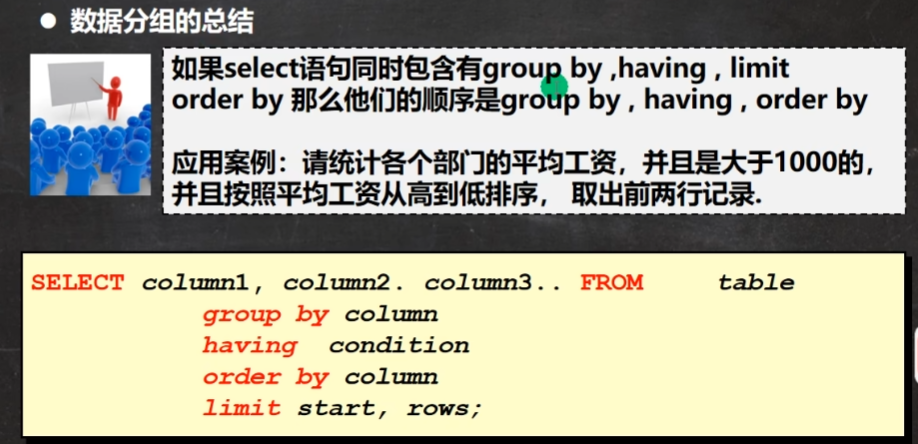 ● 数据分组的总结
如果select语句同时包含有group by ,having , limit
order by 那么他们的顺序是group by , having , order by
应用案例：请统计各个部门的平均工资，并且是大于1000的，
并且按照平均工资从高到低排序， 取出前两行记录.
SELECT column1, column2. column3.. FROM table
group by column
having condition
order by column
limit start, rows;